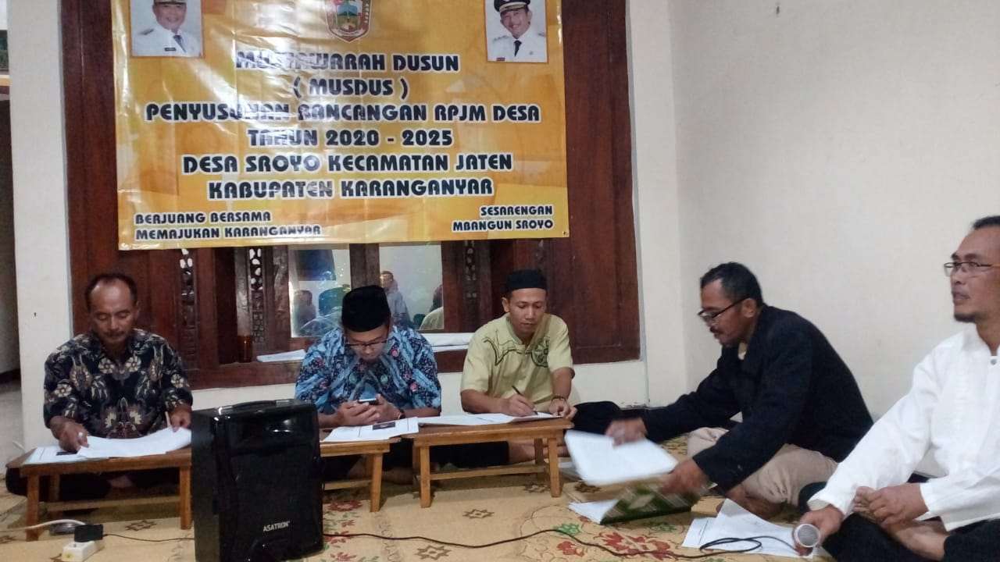 MUSYAWARAH DUSUN
( MUSDUS )
PENYUSUNAN RANCANGAN RPJM DESA
TAHUN 2020 - 2025
DESA SROYO KECAMATAN JATEN
KABUPATEN KARANGANYAR
BERJUANG BERSAMA
MEMAJUKAN KARANGANYAR
SESARENGAN
MBANGUN SROYO
ASATRON